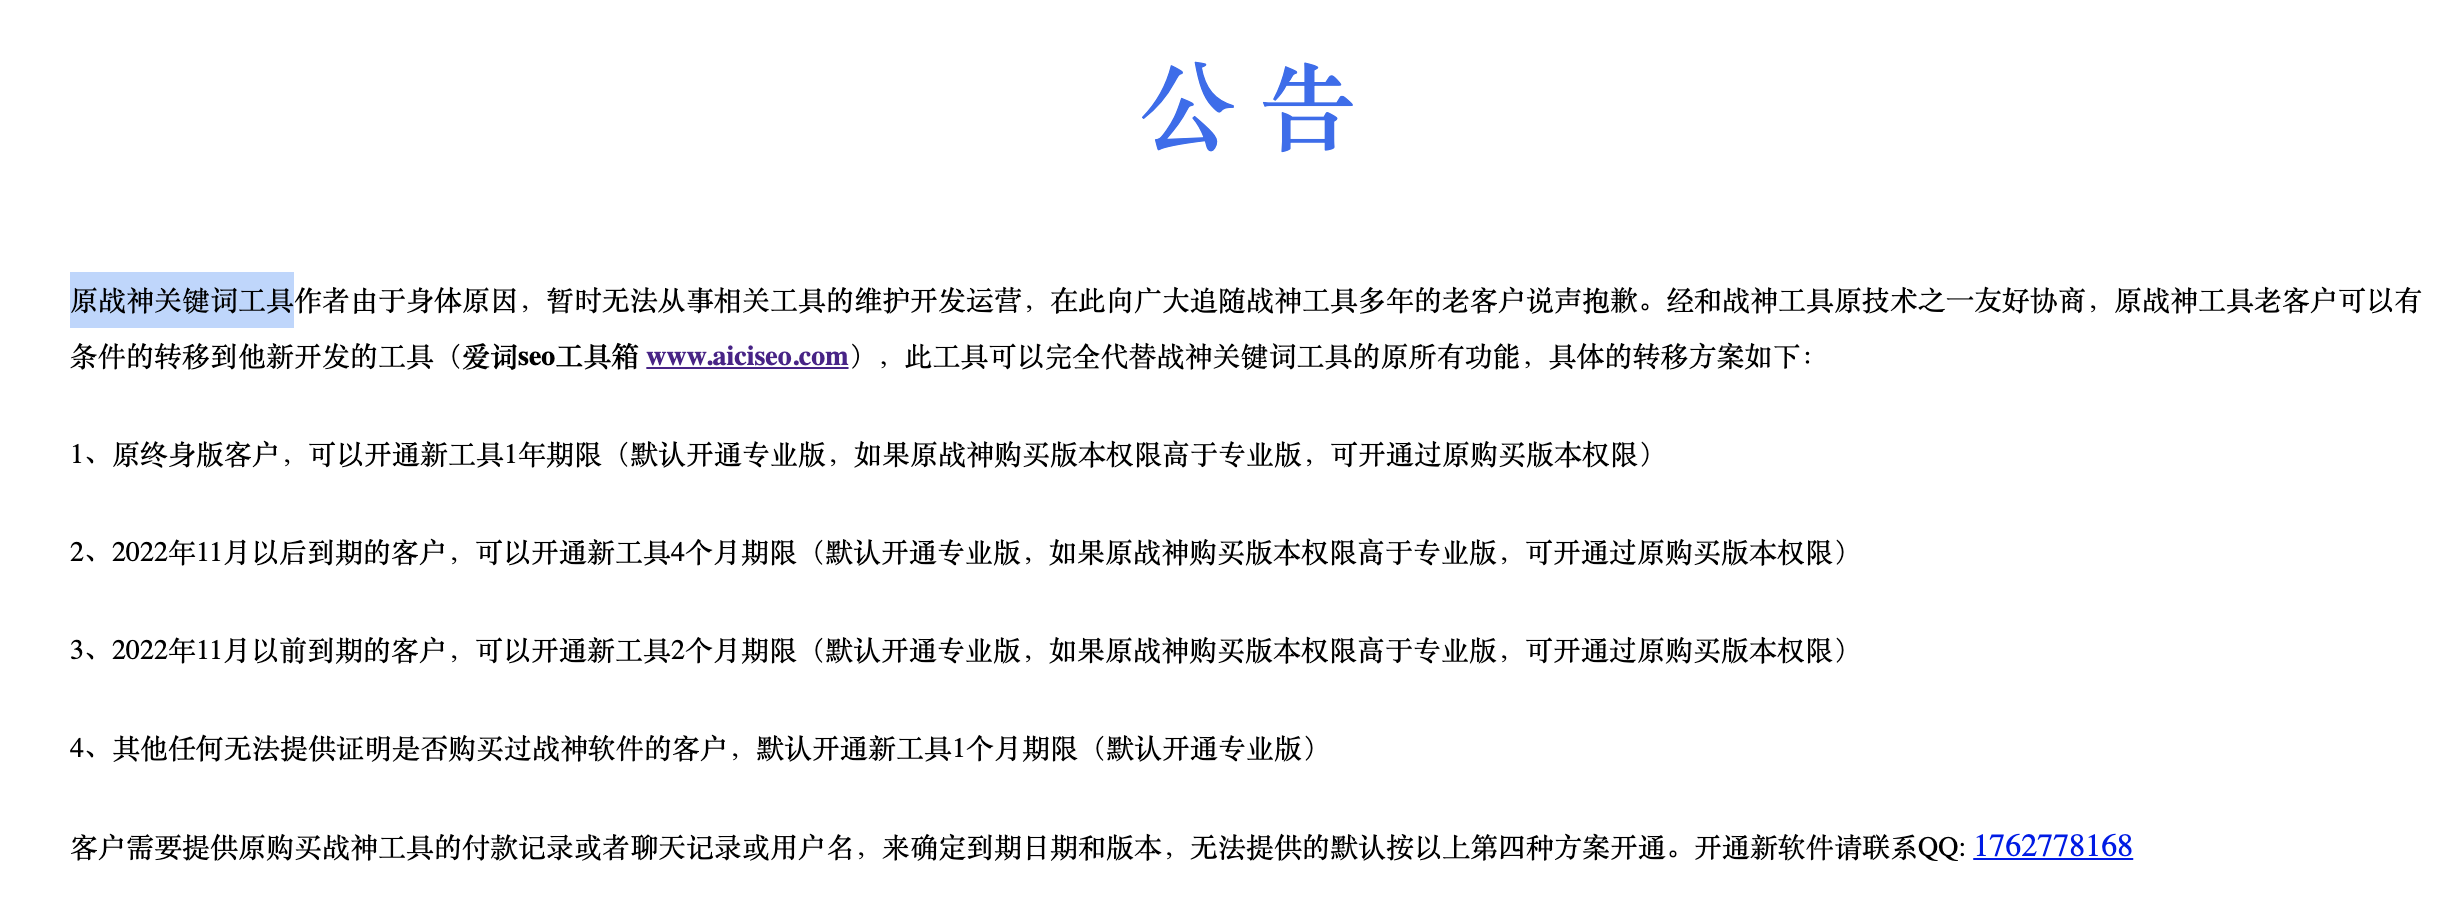 公 告
原战神关键词工具作者由于身体原因，暂时无法从事相关工具的维护开发运营，在此向广大追随战神工具多年的老客户说声抱歉。经和战神工具原技术之一友好协商，原战神工具老客户可以有
条件的转移到他新开发的工具（爱词seo工具箱 www.aiciseo.com），此工具可以完全代替战神关键词工具的原所有功能，具体的转移方案如下：
1、原终身版客户，可以开通新工具1年期限（默认开通专业版，如果原战神购买版本权限高于专业版，可开通过原购买版本权限）
2、2022年11月以后到期的客户，可以开通新工具4个月期限（默认开通专业版，如果原战神购买版本权限高于专业版，可开通过原购买版本权限）
3、2022年11月以前到期的客户，可以开通新工具2个月期限（默认开通专业版，如果原战神购买版本权限高于专业版，可开通过原购买版本权限）
4、其他任何无法提供证明是否购买过战神软件的客户，默认开通新工具1个月期限（默认开通专业版）
客户需要提供原购买战神工具的付款记录或者聊天记录或用户名，来确定到期日期和版本，无法提供的默认按以上第四种方案开通。开通新软件请联系QQ: 1762778168